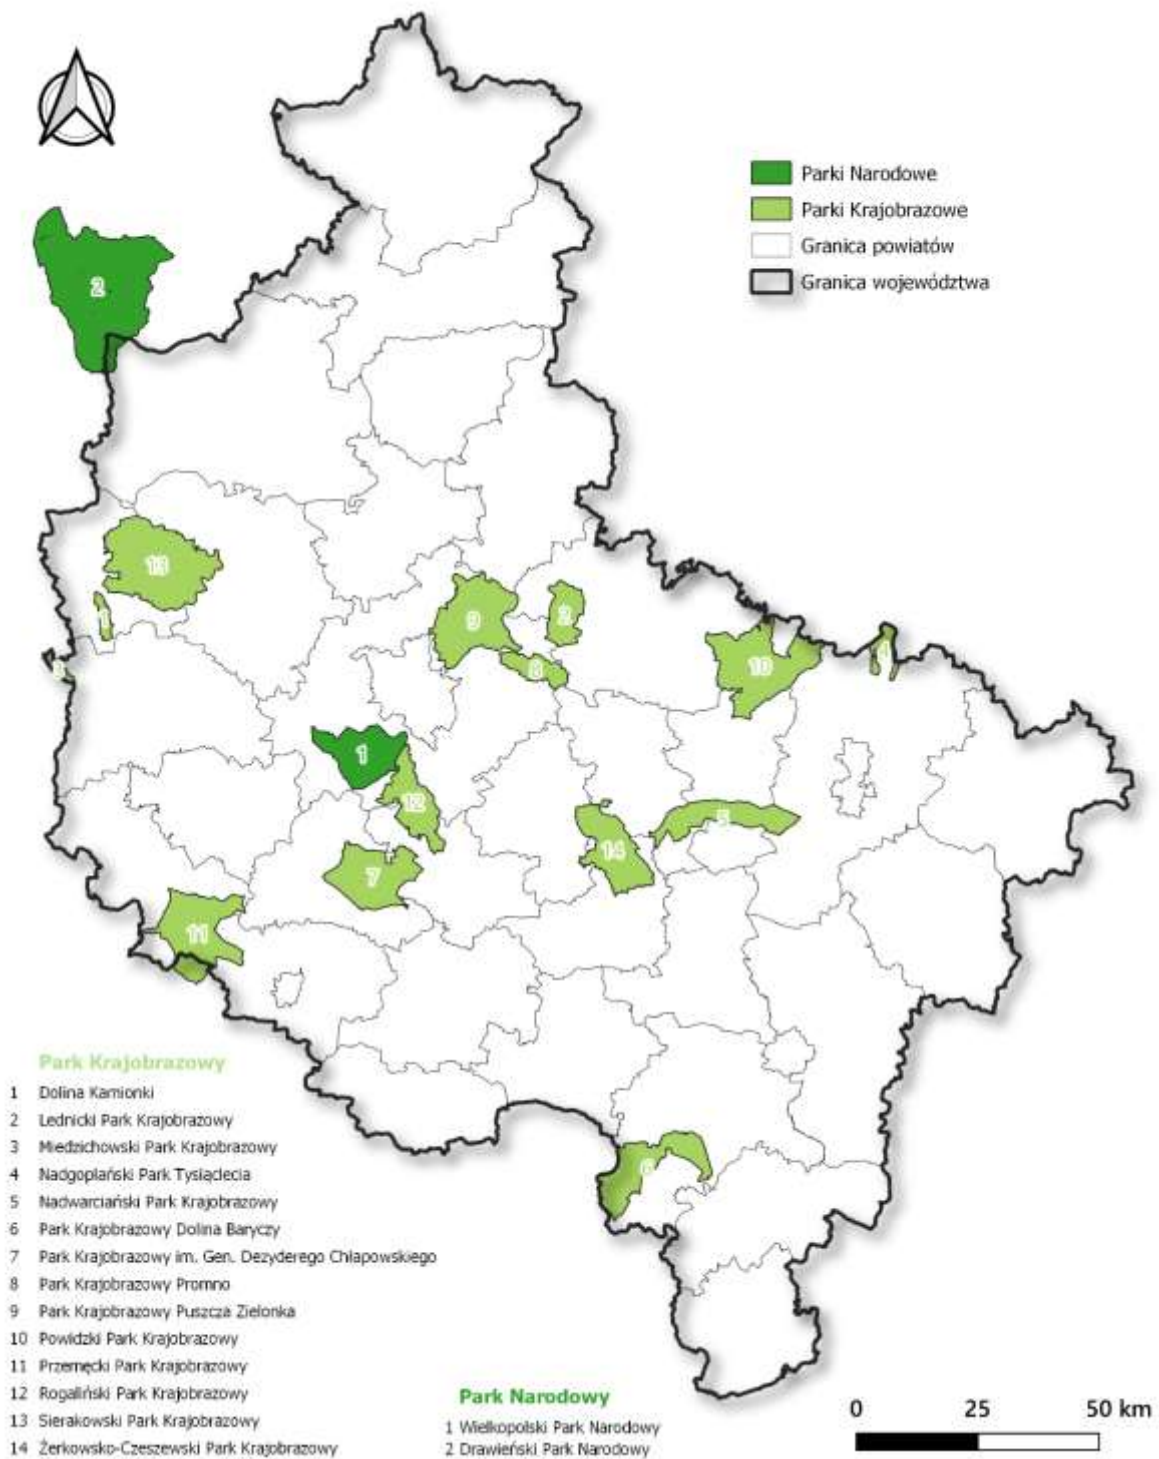 Parki Narodowe
Parki Krajobrazowe
Granica powiatów
Granica województwa
2
13
1
3
9
2
8
10
4
1
12
7
14
5
11
6
Park Krajobrazowy
1 Dolina Kamionki
2 Lednicki Park Krajobrazowy
3 Miedzichowski Park Krajobrazowy
4 Nadgoplański Park Tysiąclecia
5 Nadwarciański Park Krajobrazowy
6 Park Krajobrazowy Dolina Baryczy
7 Park Krajobrazowy im. Gen. Dezyderego Chłapowskiego
8 Park Krajobrazowy Promno
9 Park Krajobrazowy Puszcza Zielonka
10 Powidzki Park Krajobrazowy
11 Przemęcki Park Krajobrazowy
12 Rogaliński Park Krajobrazowy
13 Sierakowski Park Krajobrazowy
14 Żerkowsko-Czeszewski Park Krajobrazowy
Park Narodowy
1 Wielkopolski Park Narodowy
2 Drawieński Park Narodowy
0 25 50 km